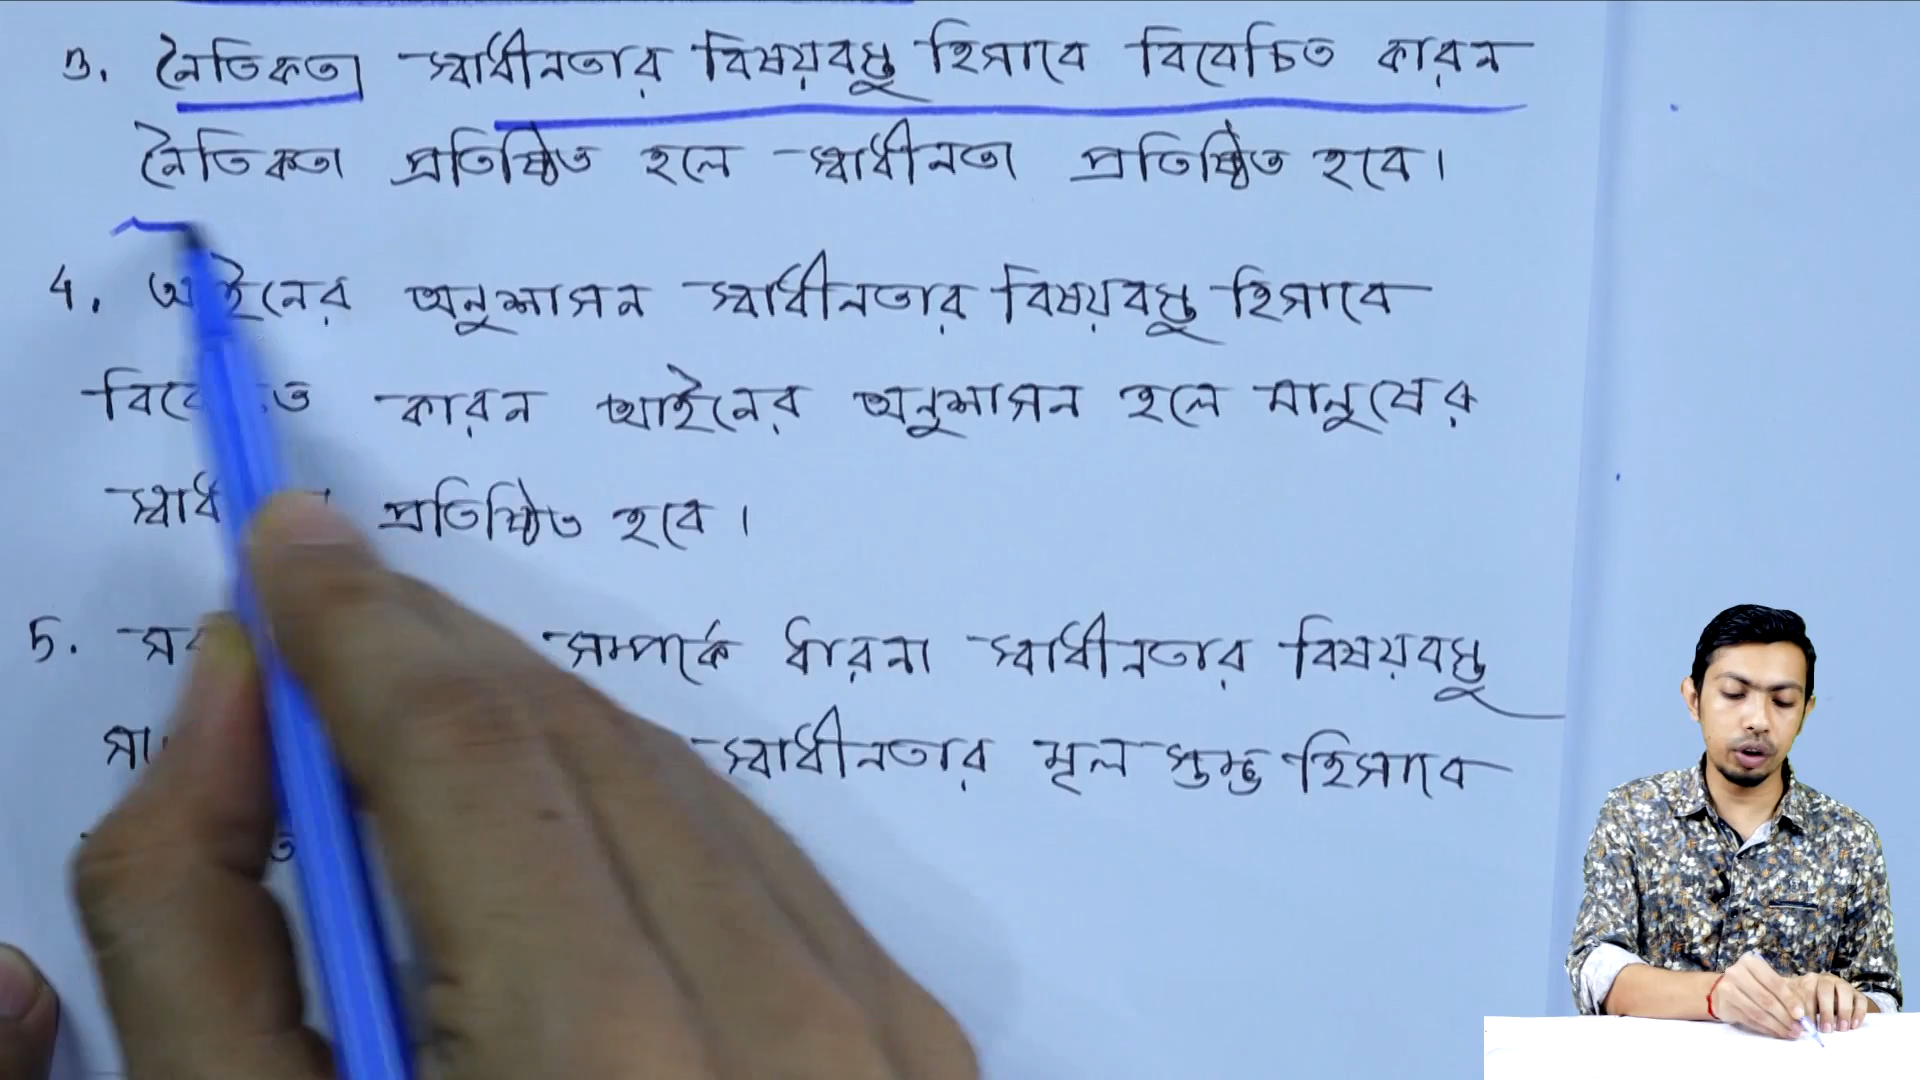 3. নৈতিকতা স্বাধীনতার বিষয়বস্তু হিসাবে বিবেচিত কারন
নৈতিকতা প্রতিষ্ঠিত হলে স্বাধীনতা প্রতিষ্ঠিত হবে।
4. আইনের অনুশাসন স্বাধীনতার বিষয়বস্তু হিসাবে
কারন আইনের অনুশাসন হলে মানুষের
প্রতিষ্ঠিত হবে।
5. সম্পর্কে ধারনা স্বাধীনতার বিষয়বস্তু
স্বাধীনতার মূল স্তম্ভ হিসাবে